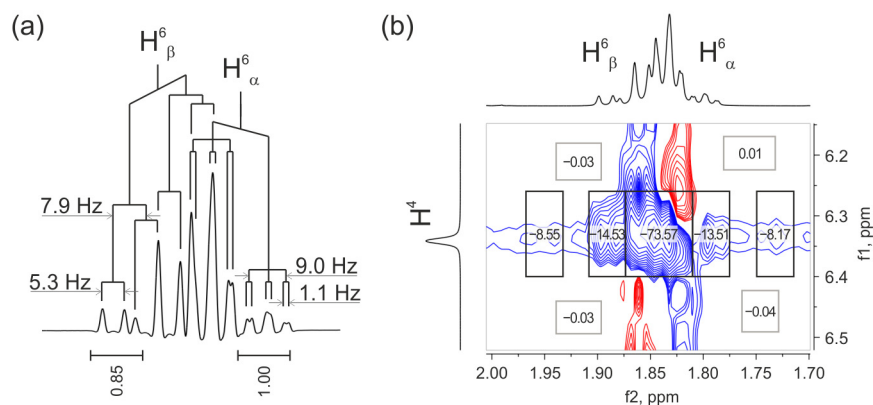 (a)
H⁶β
H⁶α
7.9 Hz
5.3 Hz
9.0 Hz
1.1 Hz
0.85
1.00
(b)
H⁶β
H⁶α
H⁴
−0.03
0.01
−8.55
−14.53
−73.57
−13.51
−8.17
−0.03
−0.04
6.2
6.3
6.4
6.5
f1, ppm
2.00 1.95 1.90 1.85 1.80 1.75 1.70
f2, ppm